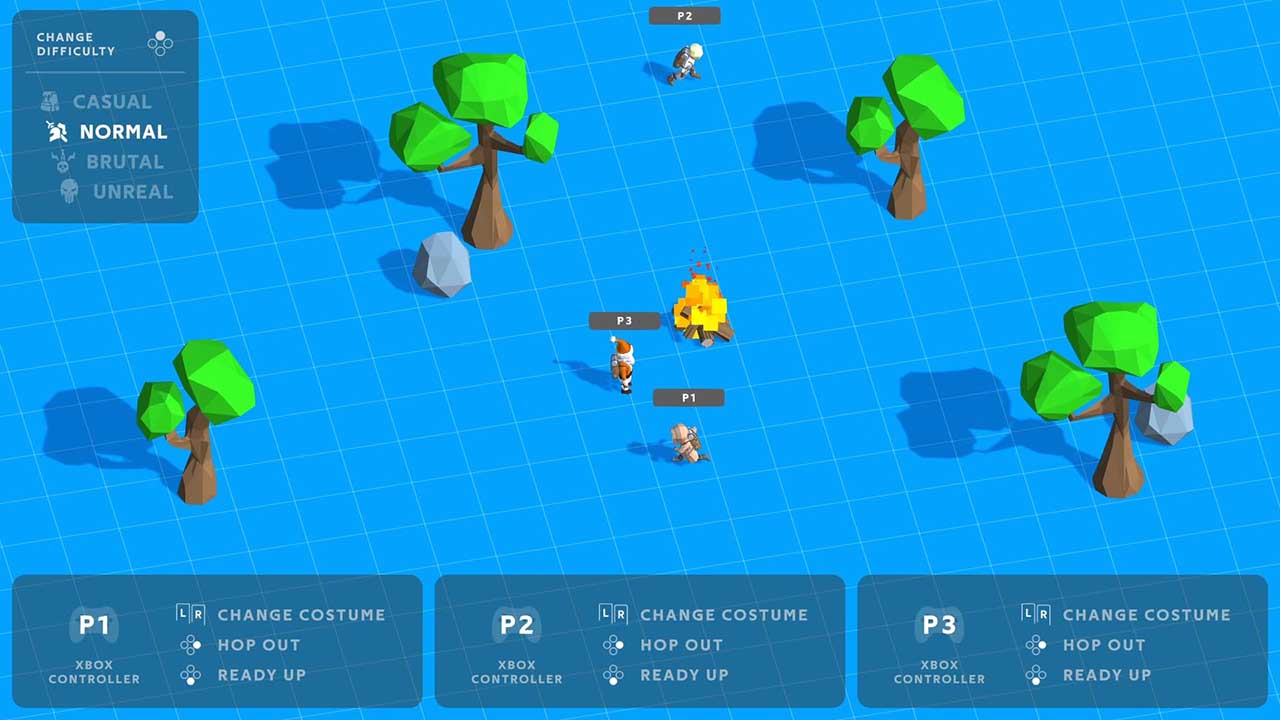 CHANGE
DIFFICULTY
CASUAL
NORMAL
BRUTAL
UNREAL
P2
P3
P1
P1
XBOX
CONTROLLER
L R CHANGE COSTUME
HOP OUT
READY UP
P2
XBOX
CONTROLLER
L R CHANGE COSTUME
HOP OUT
READY UP
P3
XBOX
CONTROLLER
L R CHANGE COSTUME
HOP OUT
READY UP